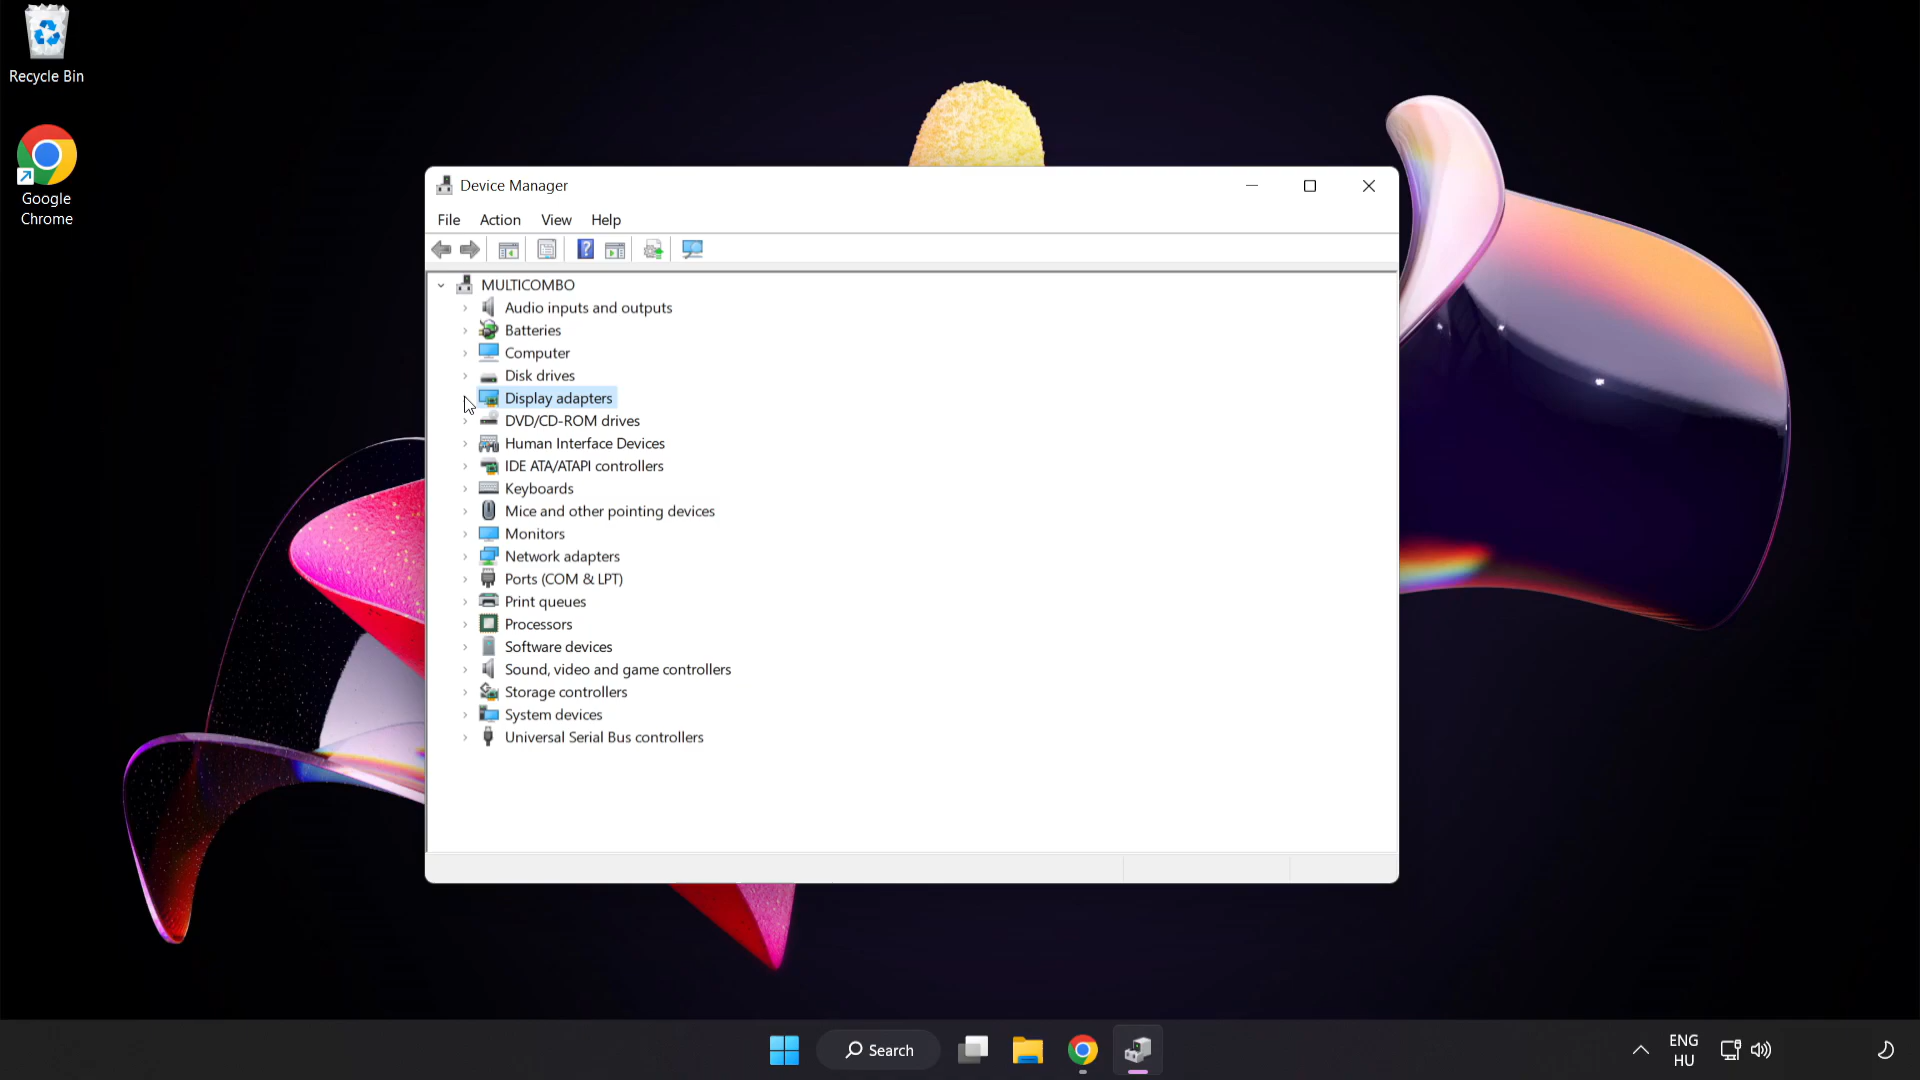 Recycle Bin
Google
Chrome
Device Manager
File Action View Help
MULTICOMBO
Audio inputs and outputs
Batteries
Computer
Disk drives
Display adapters
DVD/CD-ROM drives
Human Interface Devices
IDE ATA/ATAPI controllers
Keyboards
Mice and other pointing devices
Monitors
Network adapters
Ports (COM & LPT)
Print queues
Processors
Software devices
Sound, video and game controllers
Storage controllers
System devices
Universal Serial Bus controllers
Search
ENG
HU